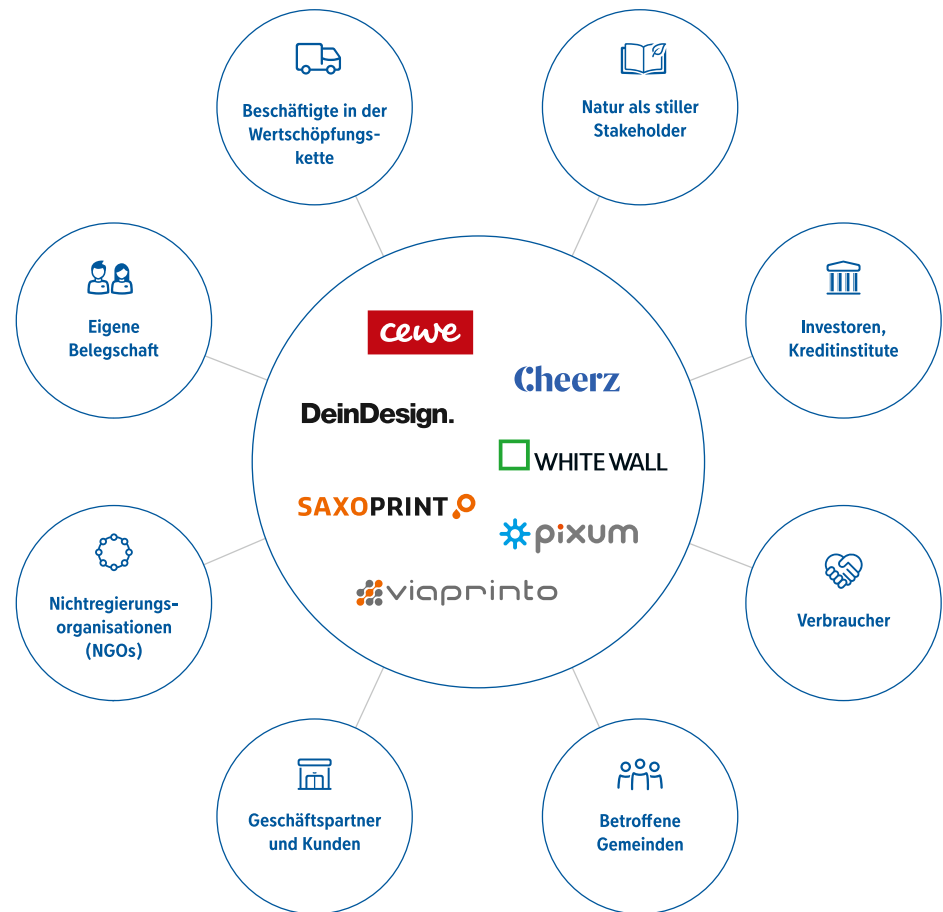 Beschäftigte in der
Wertschöpfungs-
kette
Natur als stiller
Stakeholder
Eigene
Belegschaft
Investoren,
Kreditinstitute
cewe
Cheerz
DeinDesign.
WHITE WALL
SAXOPRINT
pixum
viaprinto
Nichtregierungs-
organisationen
(NGOs)
Verbraucher
Geschäftspartner
und Kunden
Betroffene
Gemeinden